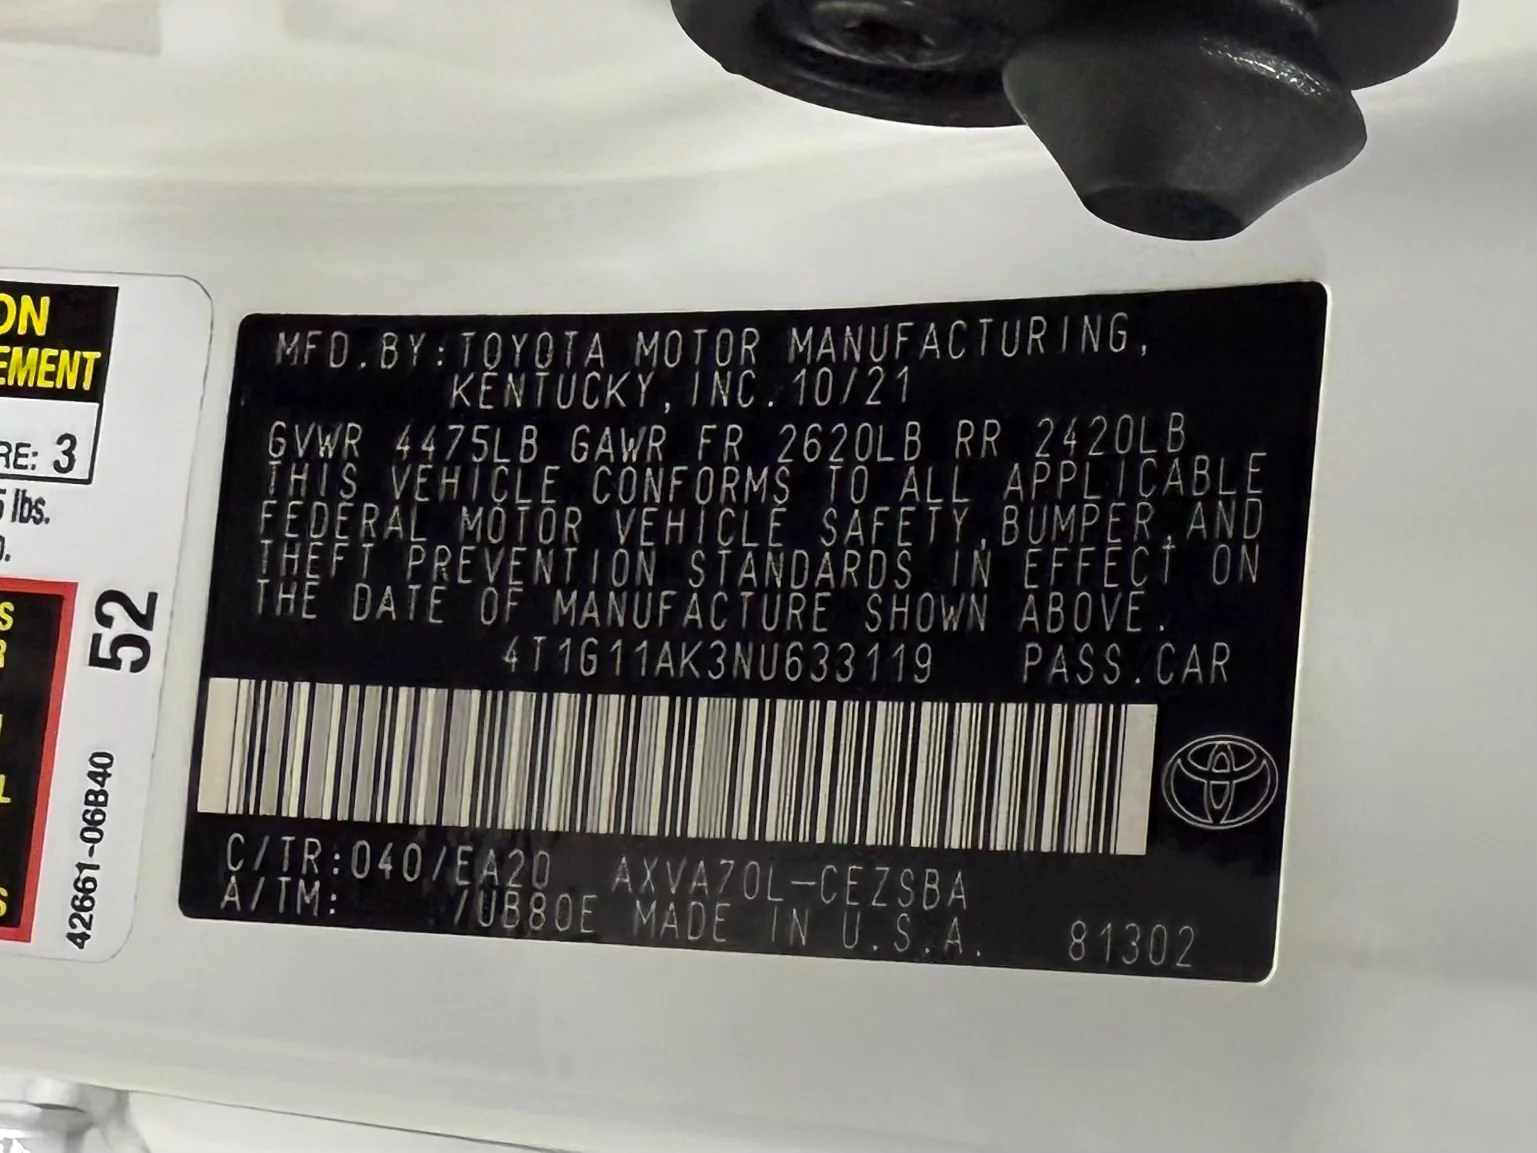 ON
EMENT
RE: 3
5 lbs.
52
42661-06B40
MFD.BY:TOYOTA MOTOR MANUFACTURING,
KENTUCKY, INC. 10/21
GVWR 4475LB GAWR FR 2620LB RR 2420LB
THIS VEHICLE CONFORMS TO ALL APPLICABLE
FEDERAL MOTOR VEHICLE SAFETY,BUMPER,AND
THEFT PREVENTION STANDARDS IN EFFECT ON
THE DATE OF MANUFACTURE SHOWN ABOVE.
4T1G11AK3NU633119 PASS.CAR
C/TR:040/EA20 AXVA70L-CEZSBA
A/TM: /UB80E MADE IN U.S.A. 81302